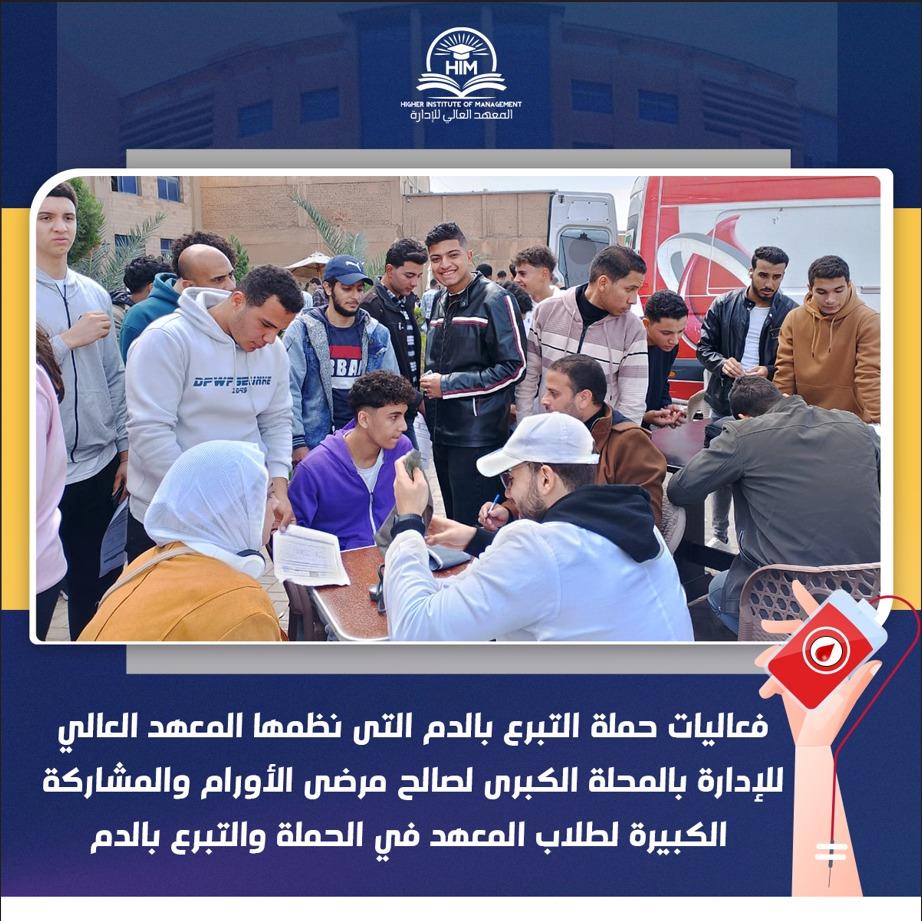 HIM
HIGHER INSTITUTE OF MANAGEMENT
المعهد العالي للإدارة
فعاليات حملة التبرع بالدم التى نظمها المعهد العالي
للإدارة بالمحلة الكبرى لصالح مرضى الأورام والمشاركة
الكبيرة لطلاب المعهد في الحملة والتبرع بالدم